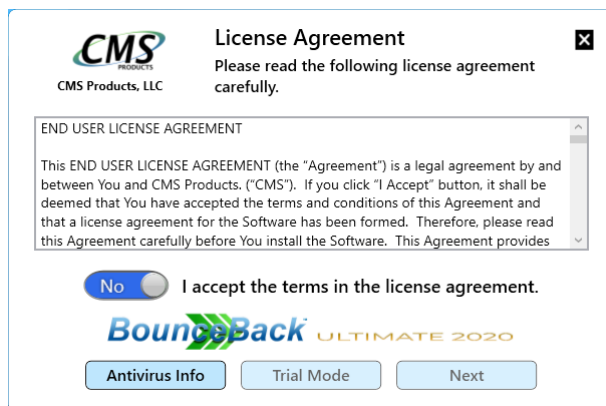 CMS
PRODUCTS
CMS Products, LLC
License Agreement
Please read the following license agreement
carefully.
END USER LICENSE AGREEMENT
This END USER LICENSE AGREEMENT (the “Agreement”) is a legal agreement by and
between You and CMS Products. (“CMS”).  If you click “I Accept” button, it shall be
deemed that You have accepted the terms and conditions of this Agreement and
that a license agreement for the Software has been formed.  Therefore, please read
this Agreement carefully before You install the Software.  This Agreement provides
No
I accept the terms in the license agreement.
BounceBack ULTIMATE 2020
Antivirus Info
Trial Mode
Next